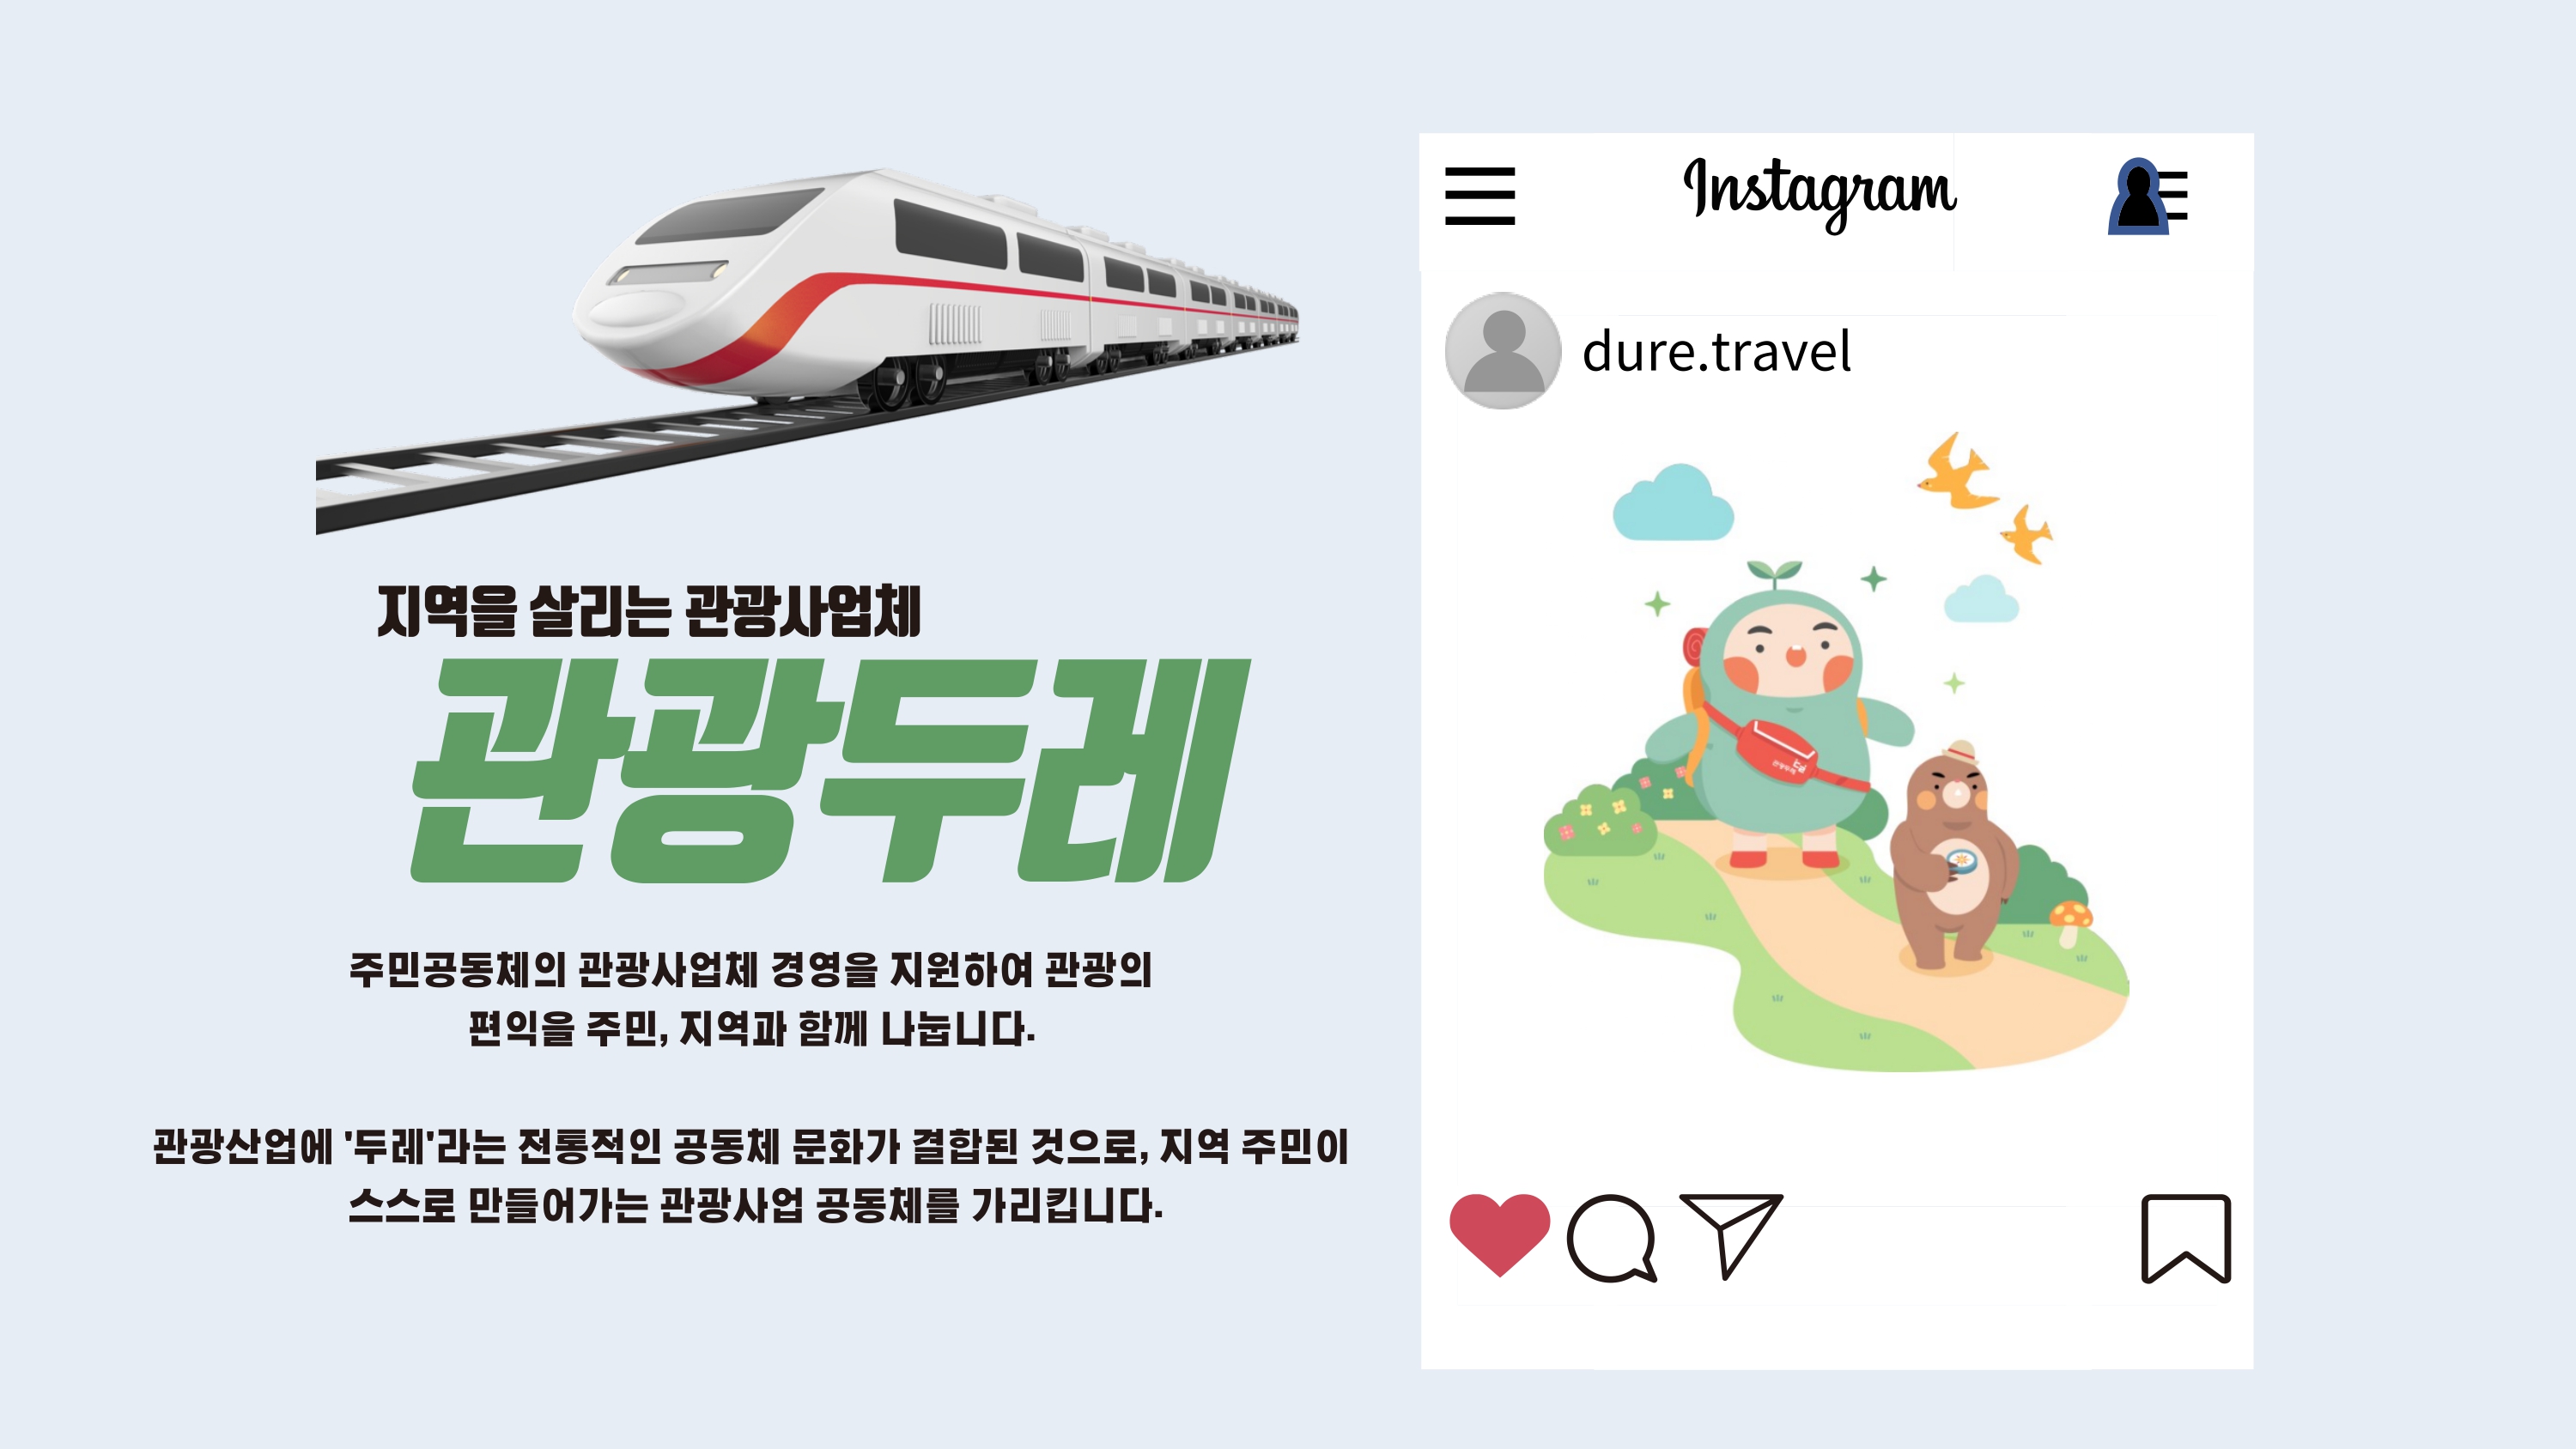 지역을 살리는 관광사업체
관광두레
주민공동체의 관광사업체 경영을 지원하여 관광의
편익을 주민, 지역과 함께 나눕니다.
관광산업에 '두레'라는 전통적인 공동체 문화가 결합된 것으로, 지역 주민이
스스로 만들어가는 관광사업 공동체를 가리킵니다.
Instagram
dure.travel